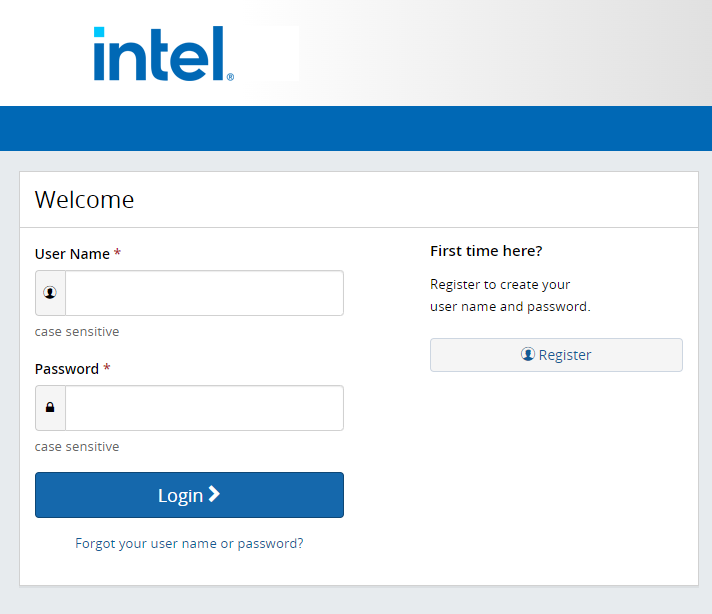 intel®
Welcome
User Name *
case sensitive
Password *
case sensitive
Login
Forgot your user name or password?
First time here?
Register to create your
user name and password.
Register